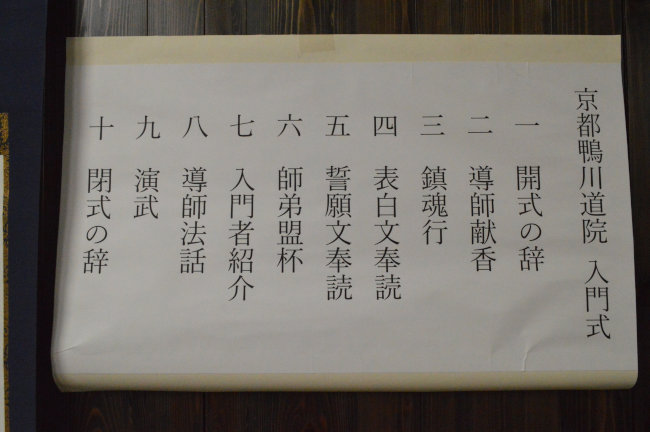 京都鴨川道院 入門式
一 開式の辞
二 導師献香
三 鎮魂行
四 表白文奉読
五 誓願文奉読
六 師弟盟杯
七 入門者紹介
八 導師法話
九 演武
十 閉式の辞